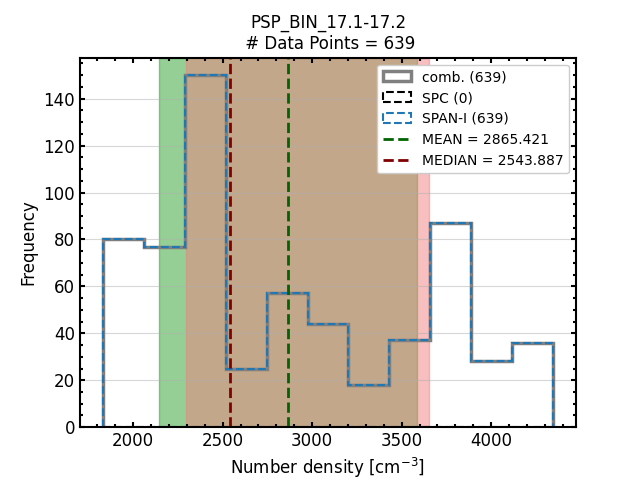 PSP_BIN_17.1-17.2
# Data Points = 639
comb. (639)
SPC (0)
SPAN-I (639)
MEAN = 2865.421
MEDIAN = 2543.887
Frequency
140
120
100
80
60
40
20
0
2000 2500 3000 3500 4000
Number density [cm⁻³]